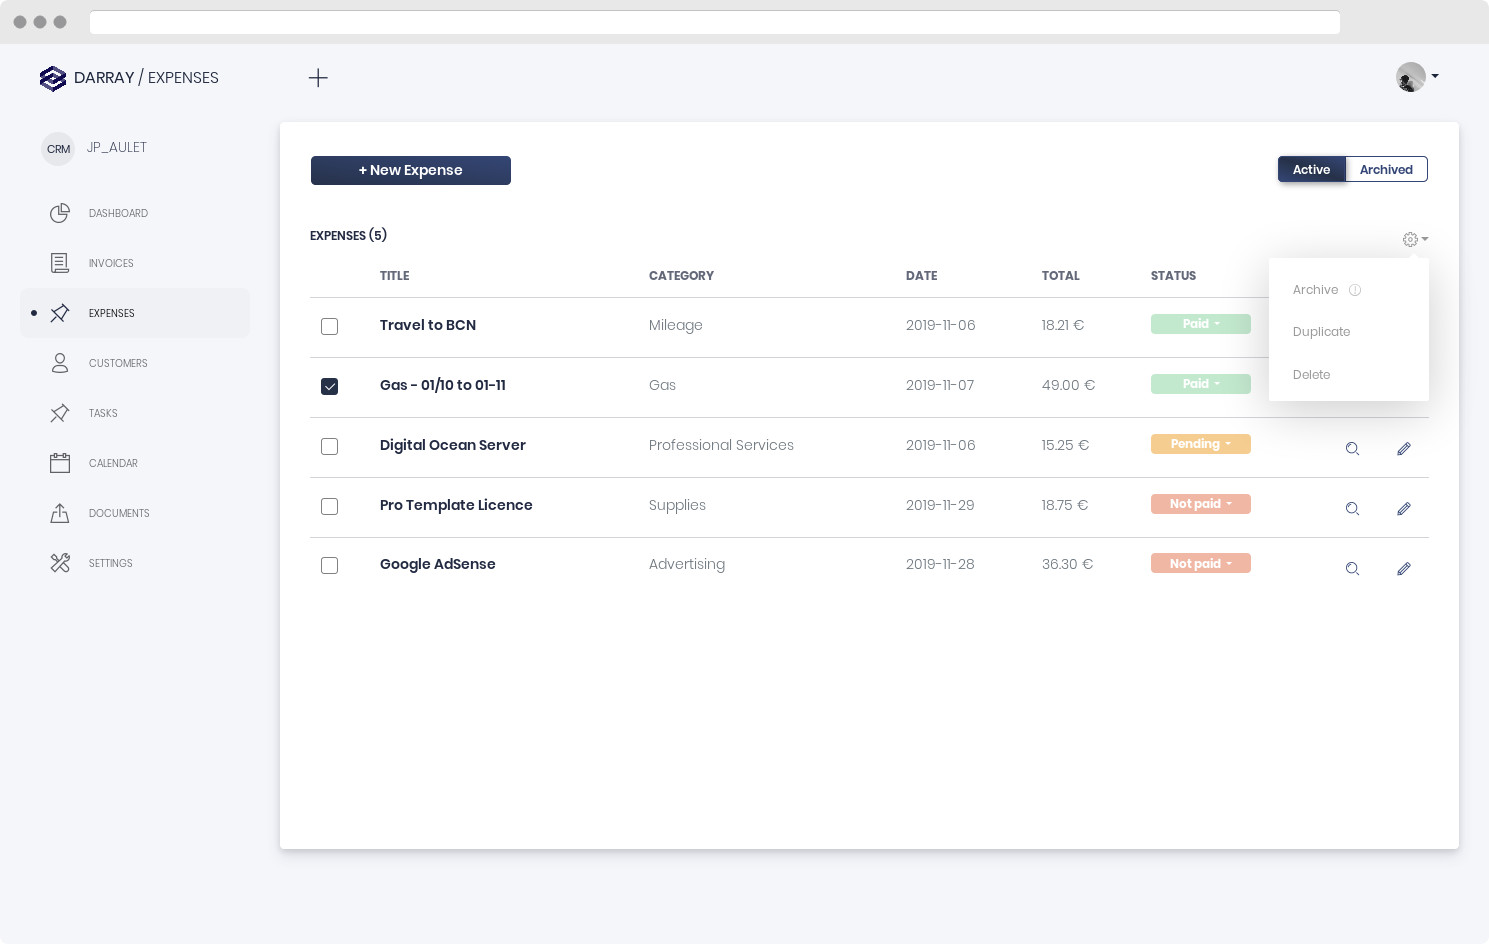 DARRAY / EXPENSES
CRM JP_AULET
DASHBOARD
INVOICES
EXPENSES
CUSTOMERS
TASKS
CALENDAR
DOCUMENTS
SETTINGS
+ New Expense
Active Archived
EXPENSES (5)
TITLE CATEGORY DATE TOTAL STATUS
Travel to BCN Mileage 2019-11-06 18.21 € Paid
Gas - 01/10 to 01-11 Gas 2019-11-07 49.00 € Paid
Digital Ocean Server Professional Services 2019-11-06 15.25 € Pending
Pro Template Licence Supplies 2019-11-29 18.75 € Not paid
Google AdSense Advertising 2019-11-28 36.30 € Not paid
Archive
Duplicate
Delete